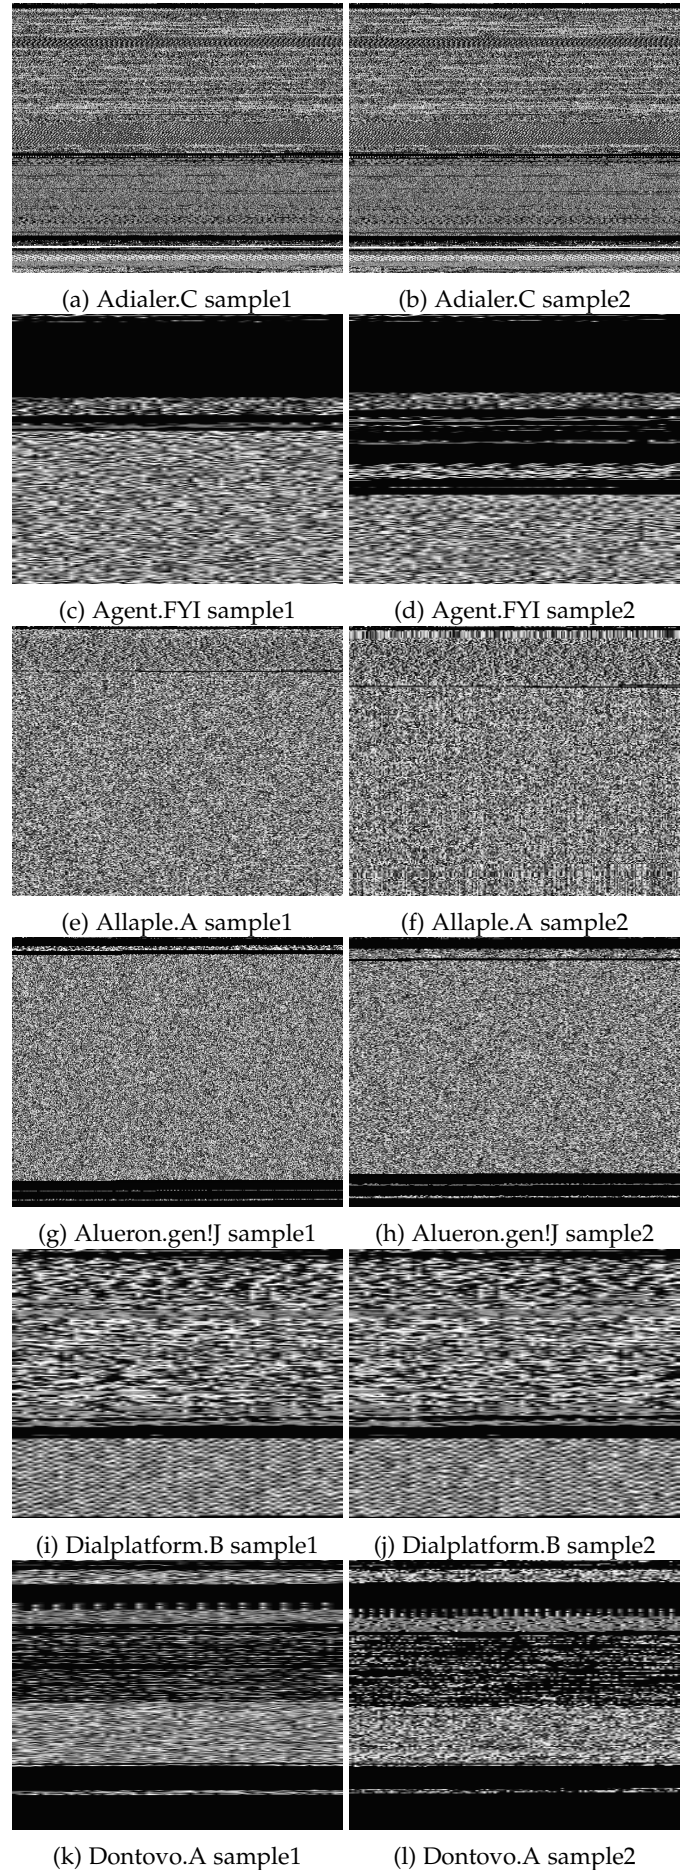 (a) Adialer.C sample1
(b) Adialer.C sample2
(c) Agent.FYI sample1
(d) Agent.FYI sample2
(e) Allaple.A sample1
(f) Allaple.A sample2
(g) Alueron.gen!J sample1
(h) Alueron.gen!J sample2
(i) Dialplatform.B sample1
(j) Dialplatform.B sample2
(k) Dontovo.A sample1
(l) Dontovo.A sample2